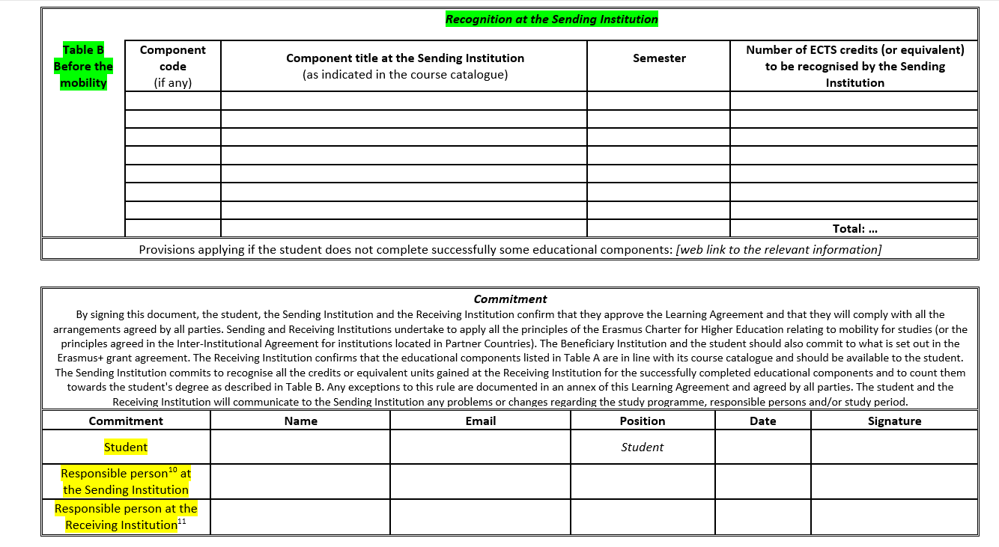 Recognition at the Sending Institution
Table B
Before the
mobility
Component
code
(if any)
Component title at the Sending Institution
(as indicated in the course catalogue)
Semester
Number of ECTS credits (or equivalent)
to be recognised by the Sending
Institution
Total: ...
Provisions applying if the student does not complete successfully some educational components: [web link to the relevant information]
Commitment
By signing this document, the student, the Sending Institution and the Receiving Institution confirm that they approve the Learning Agreement and that they will comply with all the
arrangements agreed by all parties. Sending and Receiving Institutions undertake to apply all the principles of the Erasmus Charter for Higher Education relating to mobility for studies (or the
principles agreed in the Inter-Institutional Agreement for institutions located in Partner Countries). The Beneficiary Institution and the student should also commit to what is set out in the
Erasmus+ grant agreement. The Receiving Institution confirms that the educational components listed in Table A are in line with its course catalogue and should be available to the student.
The Sending Institution commits to recognise all the credits or equivalent units gained at the Receiving Institution for the successfully completed educational components and to count them
towards the student's degree as described in Table B. Any exceptions to this rule are documented in an annex of this Learning Agreement and agreed by all parties. The student and the
Receiving Institution will communicate to the Sending Institution any problems or changes regarding the study programme, responsible persons and/or study period.
Commitment Name Email Position Date Signature
Student Student
Responsible person¹⁰ at
the Sending Institution
Responsible person at the
Receiving Institution¹¹